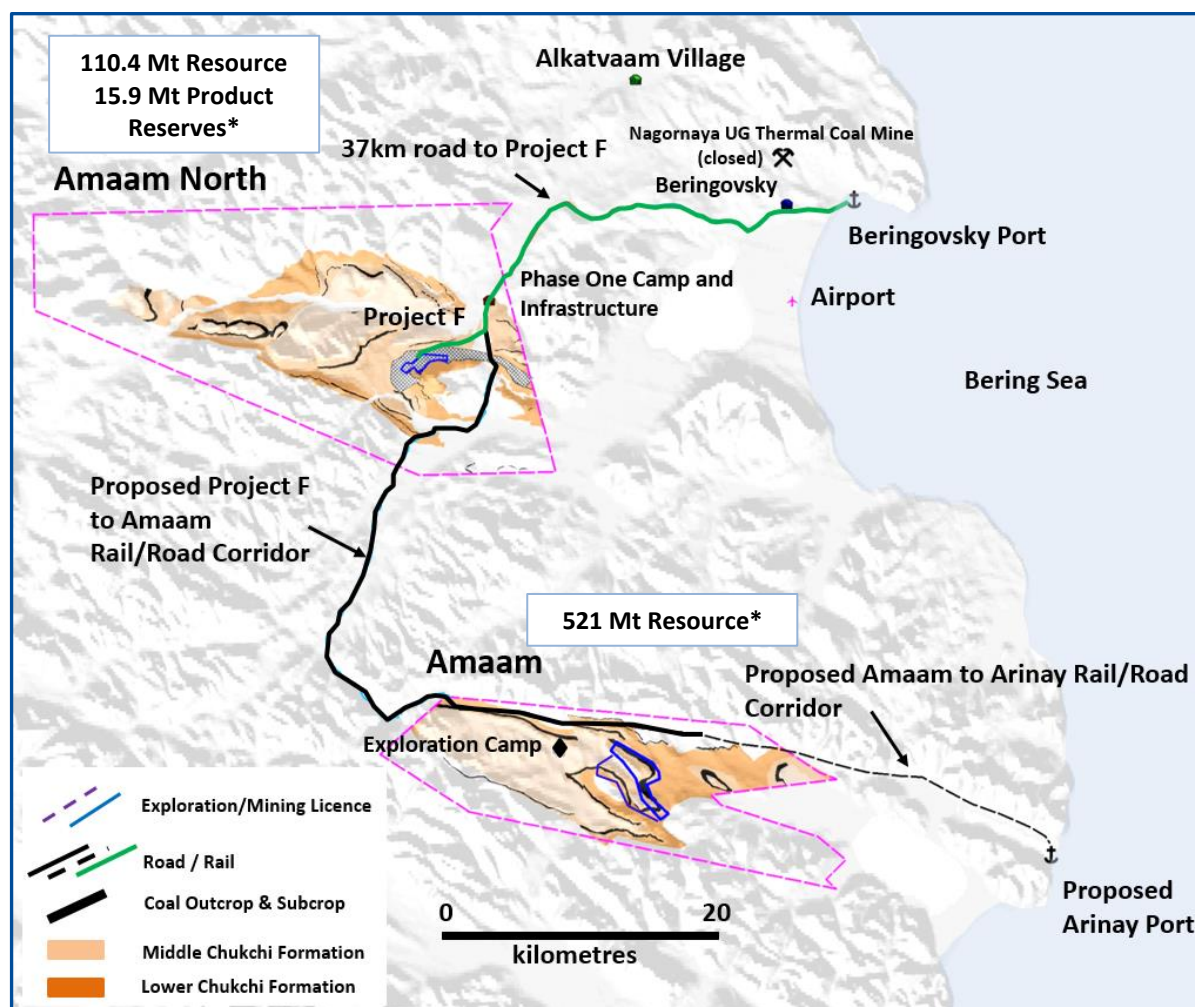 110.4 Mt Resource
15.9 Mt Product
Reserves*
Alkatvaam Village
Nagornaya UG Thermal Coal Mine
(closed)
37km road to Project F
Beringovsky
Amaam North
Beringovsky Port
Phase One Camp and
Infrastructure
Airport
Project F
Bering Sea
Proposed Project F
to Amaam
Rail/Road Corridor
521 Mt Resource*
Amaam
Proposed Amaam to Arinay Rail/Road
Corridor
Exploration Camp
Exploration/Mining Licence
Road / Rail
Coal Outcrop & Subcrop
Middle Chukchi Formation
Lower Chukchi Formation
0 20
kilometres
Proposed
Arinay Port